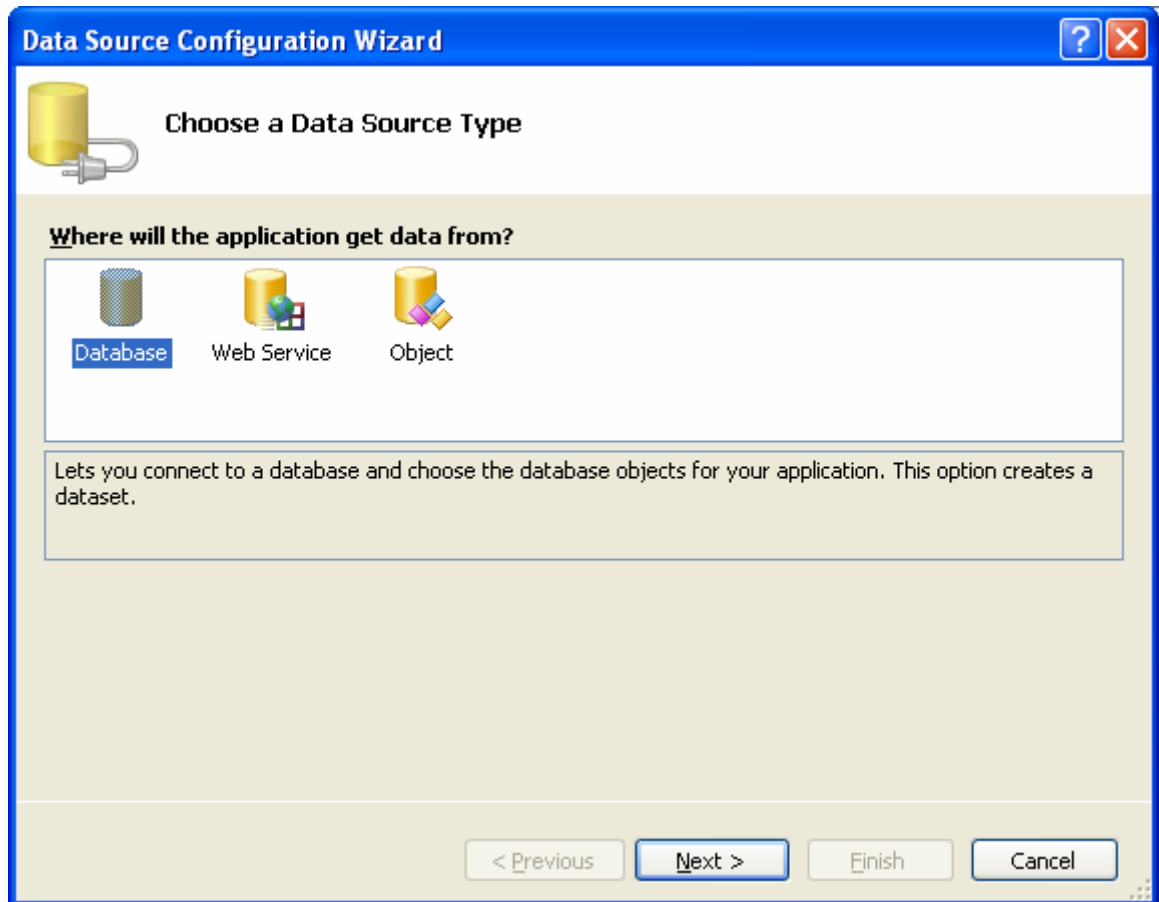 Data Source Configuration Wizard
Choose a Data Source Type
Where will the application get data from?
Database Web Service Object
Lets you connect to a database and choose the database objects for your application. This option creates a
dataset.
< Previous Next > Finish Cancel